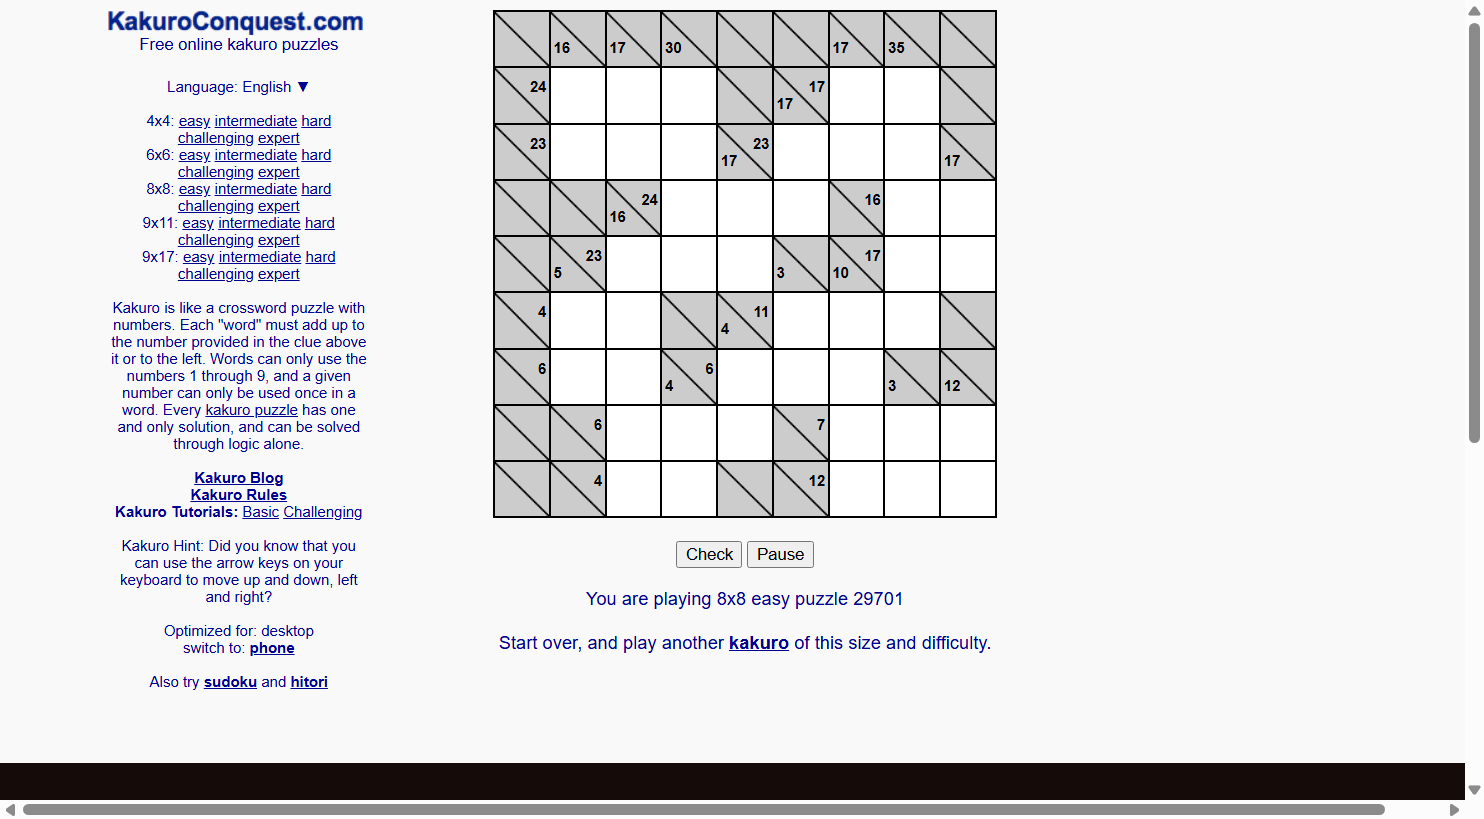 KakuroConquest.com
Free online kakuro puzzles
Language: English ▼
4x4: easy intermediate hard
challenging expert
6x6: easy intermediate hard
challenging expert
8x8: easy intermediate hard
challenging expert
9x11: easy intermediate hard
challenging expert
9x17: easy intermediate hard
challenging expert
Kakuro is like a crossword puzzle with
numbers. Each "word" must add up to
the number provided in the clue above
it or to the left. Words can only use the
numbers 1 through 9, and a given
number can only be used once in a
word. Every kakuro puzzle has one
and only solution, and can be solved
through logic alone.
Kakuro Blog
Kakuro Rules
Kakuro Tutorials: Basic Challenging
Kakuro Hint: Did you know that you
can use the arrow keys on your
keyboard to move up and down, left
and right?
Optimized for: desktop
switch to: phone
Also try sudoku and hitori
16 17 30 17 35
24 17 17
23 17 23 17
16 24 16
5 23 3 10 17
4 4 11
6 4 6 3 12
6 7
4 12
Check Pause
You are playing 8x8 easy puzzle 29701
Start over, and play another kakuro of this size and difficulty.